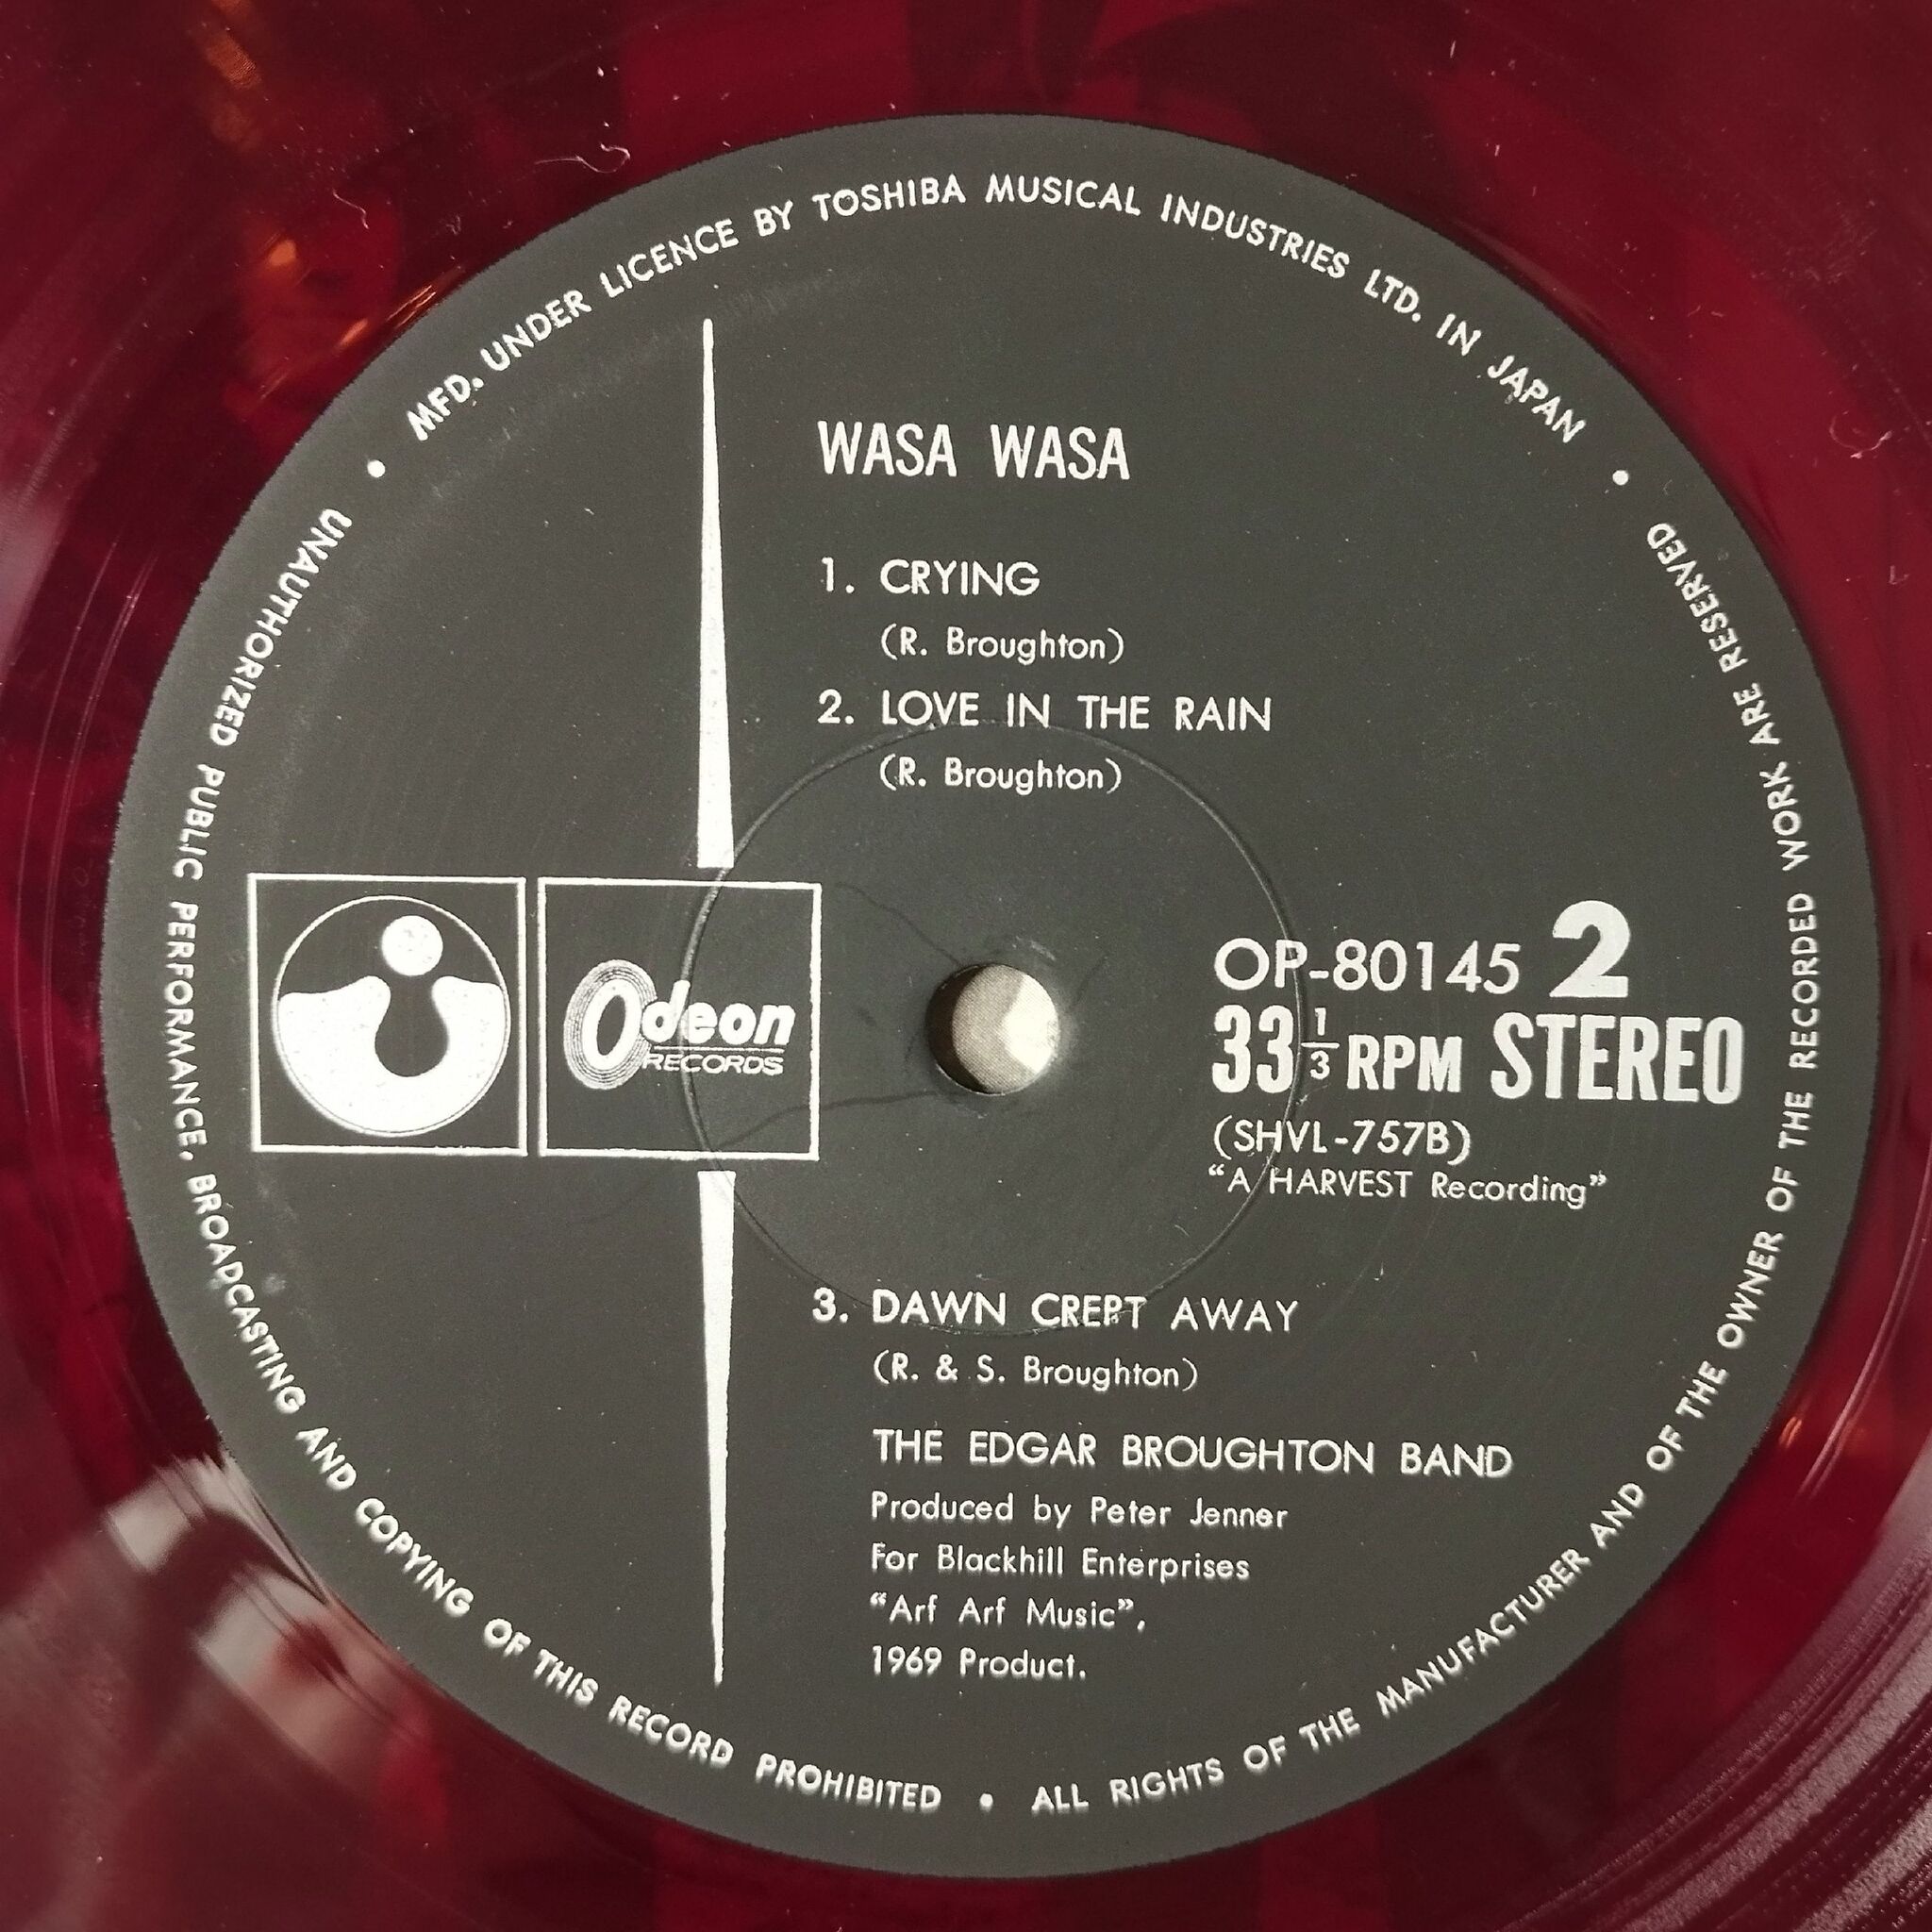 MFD. UNDER LICENCE BY TOSHIBA MUSICAL INDUSTRIES LTD. IN JAPAN •
WASA WASA
1. CRYING
(R. Broughton)
2. LOVE IN THE RAIN
(R. Broughton)
Odeon
RECORDS
OP-80145 2
33 1/3 RPM STEREO
(SHVL-757B)
“A HARVEST Recording”
3. DAWN CREPT AWAY
(R. & S. Broughton)
THE EDGAR BROUGHTON BAND
Produced by Peter Jenner
For Blackhill Enterprises
“Arf Arf Music”,
1969 Product.
UNAUTHORIZED PUBLIC PERFORMANCE, BROADCASTING AND COPYING OF THIS RECORD PROHIBITED • ALL RIGHTS OF THE MANUFACTURER AND OF THE OWNER OF THE RECORDED WORK ARE RESERVED •